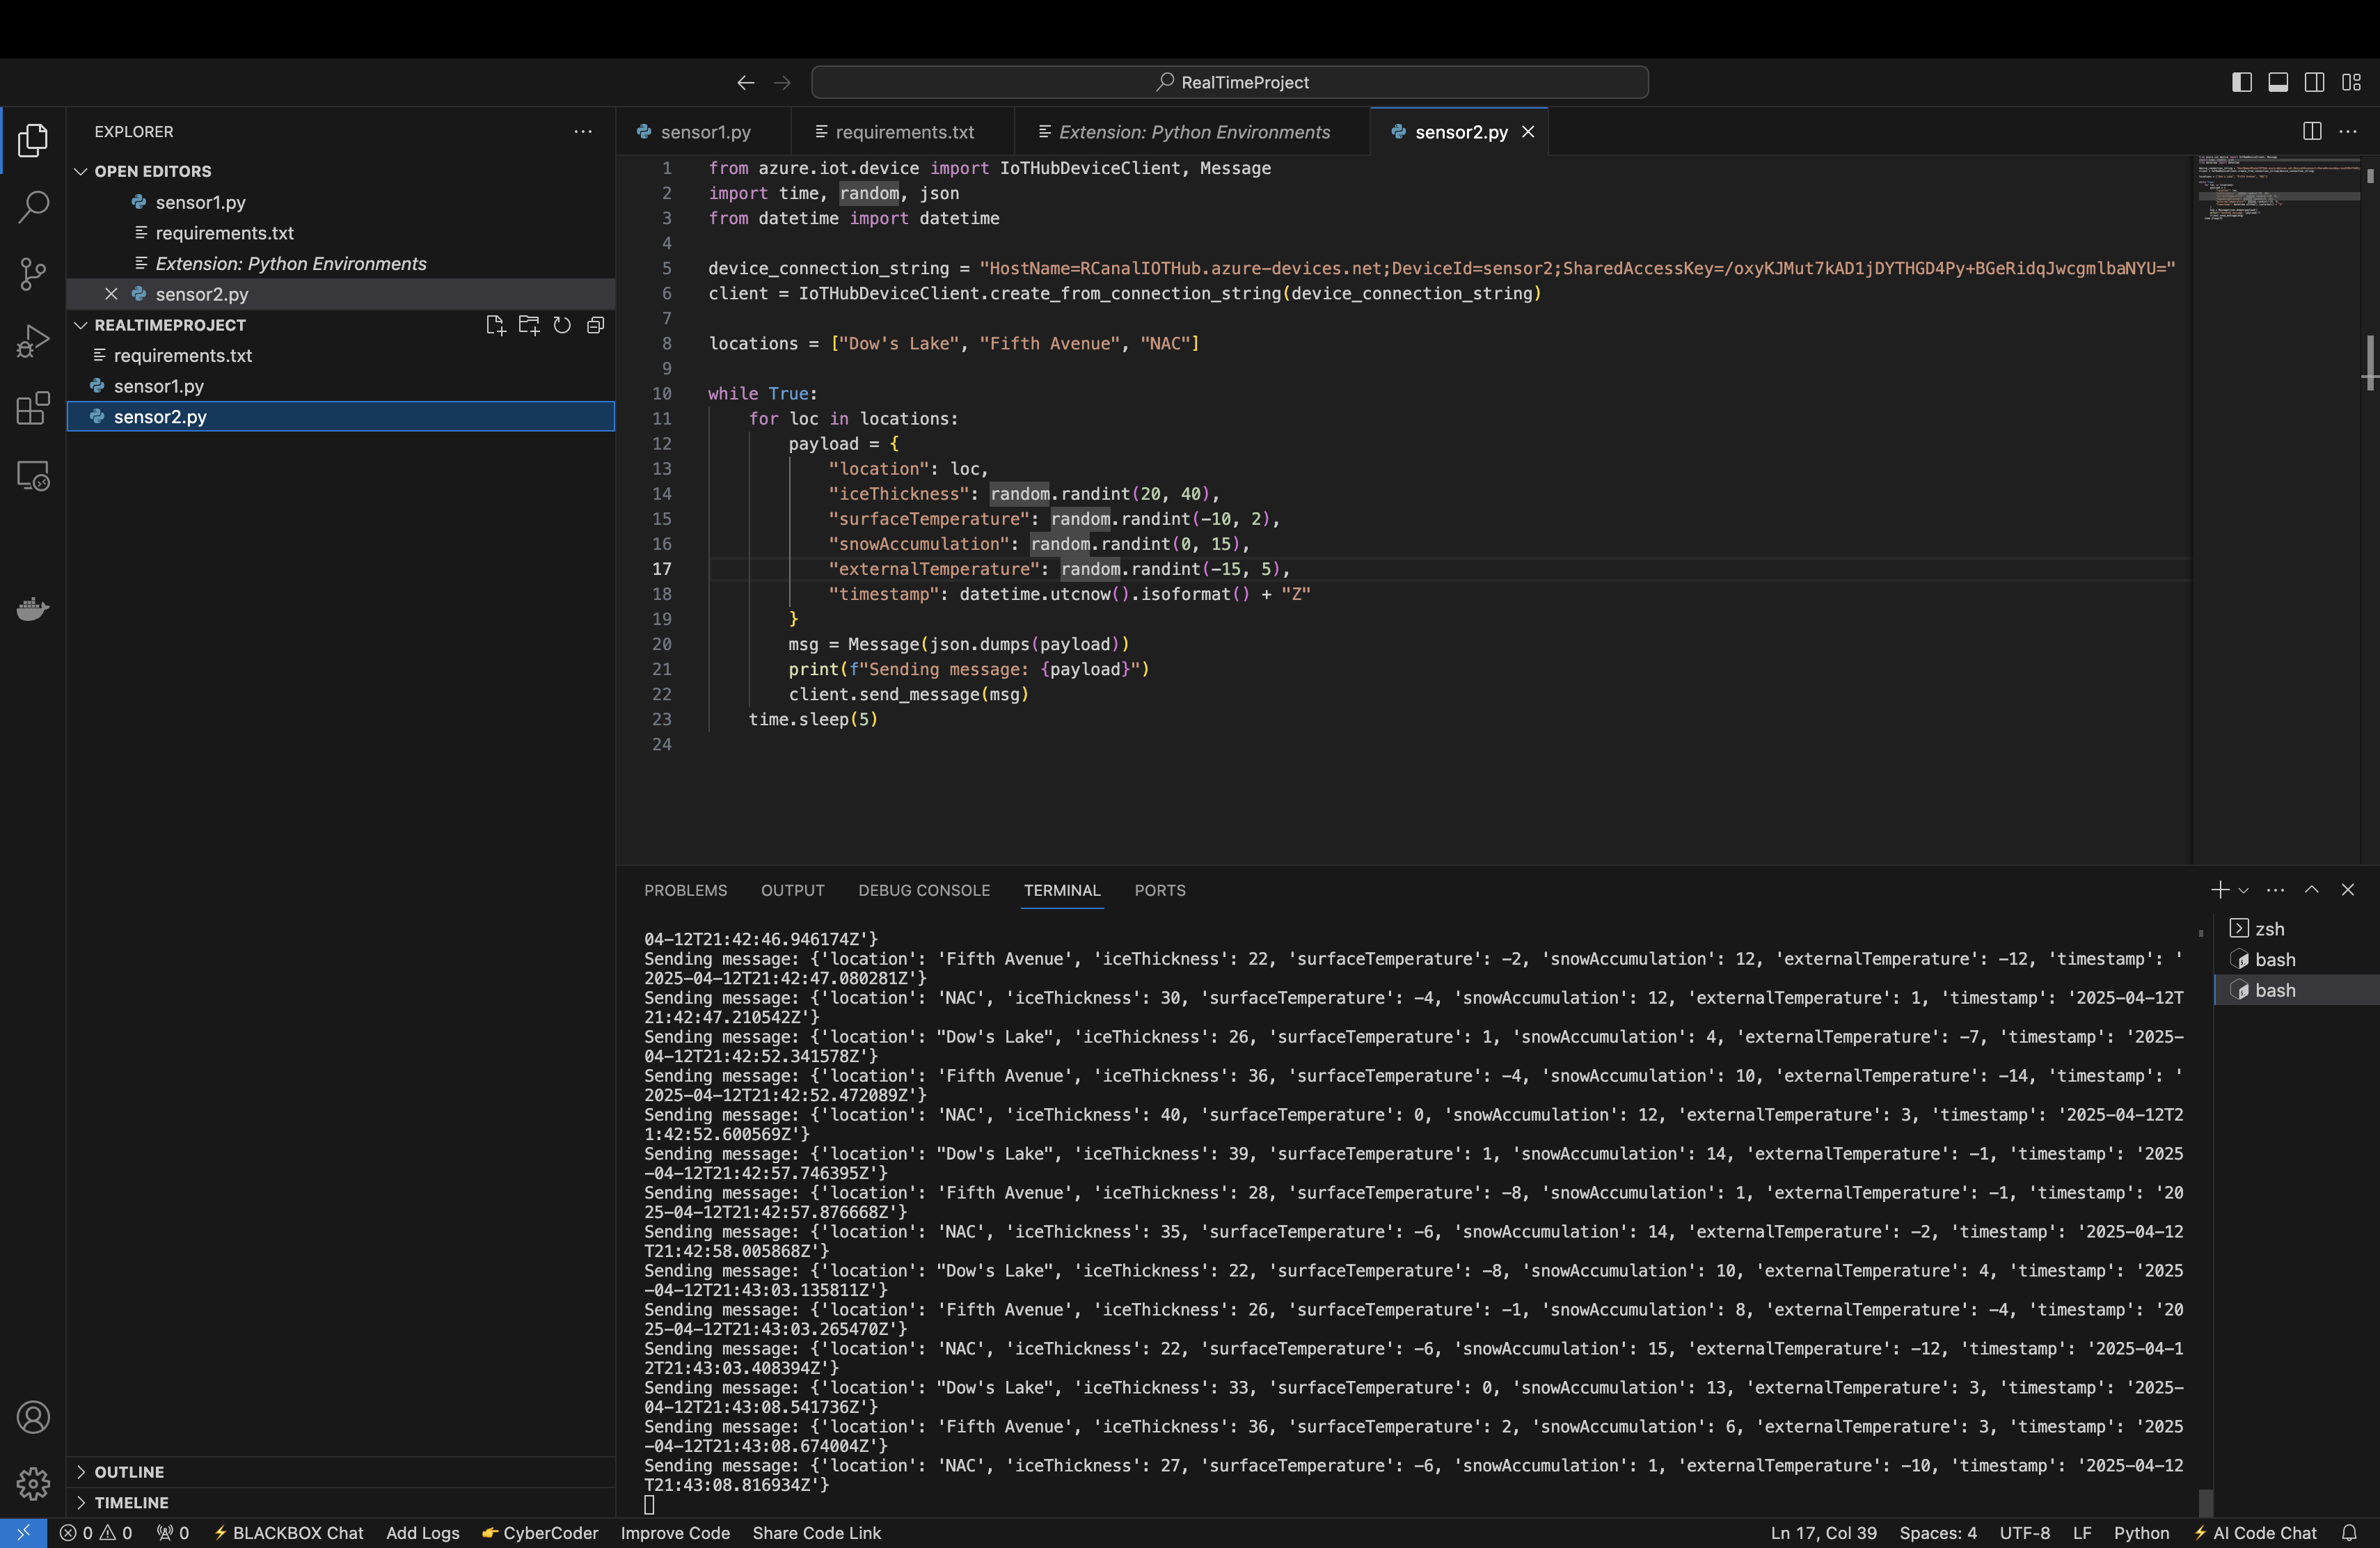 RealTimeProject
EXPLORER
OPEN EDITORS
sensor1.py
requirements.txt
Extension: Python Environments
sensor2.py
REALTIMEPROJECT
requirements.txt
sensor1.py
sensor2.py
OUTLINE
TIMELINE
sensor1.py requirements.txt Extension: Python Environments sensor2.py
1 from azure.iot.device import IoTHubDeviceClient, Message
2 import time, random, json
3 from datetime import datetime
4
5 device_connection_string = "HostName=RCanalIOTHub.azure-devices.net;DeviceId=sensor2;SharedAccessKey=/oxyKJMut7kAD1jDYTHGD4Py+BGeRidqJwcgmlbaNYU="
6 client = IoTHubDeviceClient.create_from_connection_string(device_connection_string)
7
8 locations = ["Dow's Lake", "Fifth Avenue", "NAC"]
9
10 while True:
11 for loc in locations:
12 payload = {
13 "location": loc,
14 "iceThickness": random.randint(20, 40),
15 "surfaceTemperature": random.randint(-10, 2),
16 "snowAccumulation": random.randint(0, 15),
17 "externalTemperature": random.randint(-15, 5),
18 "timestamp": datetime.utcnow().isoformat() + "Z"
19 }
20 msg = Message(json.dumps(payload))
21 print(f"Sending message: {payload}")
22 client.send_message(msg)
23 time.sleep(5)
24
PROBLEMS OUTPUT DEBUG CONSOLE TERMINAL PORTS
04-12T21:42:46.946174Z'}
Sending message: {'location': 'Fifth Avenue', 'iceThickness': 22, 'surfaceTemperature': -2, 'snowAccumulation': 12, 'externalTemperature': -12, 'timestamp': '
2025-04-12T21:42:47.080281Z'}
Sending message: {'location': 'NAC', 'iceThickness': 30, 'surfaceTemperature': -4, 'snowAccumulation': 12, 'externalTemperature': 1, 'timestamp': '2025-04-12T
21:42:47.210542Z'}
Sending message: {'location': "Dow's Lake", 'iceThickness': 26, 'surfaceTemperature': 1, 'snowAccumulation': 4, 'externalTemperature': -7, 'timestamp': '2025-
04-12T21:42:52.341578Z'}
Sending message: {'location': 'Fifth Avenue', 'iceThickness': 36, 'surfaceTemperature': -4, 'snowAccumulation': 10, 'externalTemperature': -14, 'timestamp': '
2025-04-12T21:42:52.472089Z'}
Sending message: {'location': 'NAC', 'iceThickness': 40, 'surfaceTemperature': 0, 'snowAccumulation': 12, 'externalTemperature': 3, 'timestamp': '2025-04-12T2
1:42:52.600569Z'}
Sending message: {'location': "Dow's Lake", 'iceThickness': 39, 'surfaceTemperature': 1, 'snowAccumulation': 14, 'externalTemperature': -1, 'timestamp': '2025
-04-12T21:42:57.746395Z'}
Sending message: {'location': 'Fifth Avenue', 'iceThickness': 28, 'surfaceTemperature': -8, 'snowAccumulation': 1, 'externalTemperature': -1, 'timestamp': '20
25-04-12T21:42:57.876668Z'}
Sending message: {'location': 'NAC', 'iceThickness': 35, 'surfaceTemperature': -6, 'snowAccumulation': 14, 'externalTemperature': -2, 'timestamp': '2025-04-12
T21:42:58.005868Z'}
Sending message: {'location': "Dow's Lake", 'iceThickness': 22, 'surfaceTemperature': -8, 'snowAccumulation': 10, 'externalTemperature': 4, 'timestamp': '2025
-04-12T21:43:03.135811Z'}
Sending message: {'location': 'Fifth Avenue', 'iceThickness': 26, 'surfaceTemperature': -1, 'snowAccumulation': 8, 'externalTemperature': -4, 'timestamp': '20
25-04-12T21:43:03.265470Z'}
Sending message: {'location': 'NAC', 'iceThickness': 22, 'surfaceTemperature': -6, 'snowAccumulation': 15, 'externalTemperature': -12, 'timestamp': '2025-04-1
2T21:43:03.408394Z'}
Sending message: {'location': "Dow's Lake", 'iceThickness': 33, 'surfaceTemperature': 0, 'snowAccumulation': 13, 'externalTemperature': 3, 'timestamp': '2025-
04-12T21:43:08.541736Z'}
Sending message: {'location': 'Fifth Avenue', 'iceThickness': 36, 'surfaceTemperature': 2, 'snowAccumulation': 6, 'externalTemperature': 3, 'timestamp': '2025
-04-12T21:43:08.674004Z'}
Sending message: {'location': 'NAC', 'iceThickness': 27, 'surfaceTemperature': -6, 'snowAccumulation': 1, 'externalTemperature': -10, 'timestamp': '2025-04-12
T21:43:08.816934Z'}
zsh
bash
bash
0 0 0 BLACKBOX Chat Add Logs CyberCoder Improve Code Share Code Link Ln 17, Col 39 Spaces: 4 UTF-8 LF Python AI Code Chat